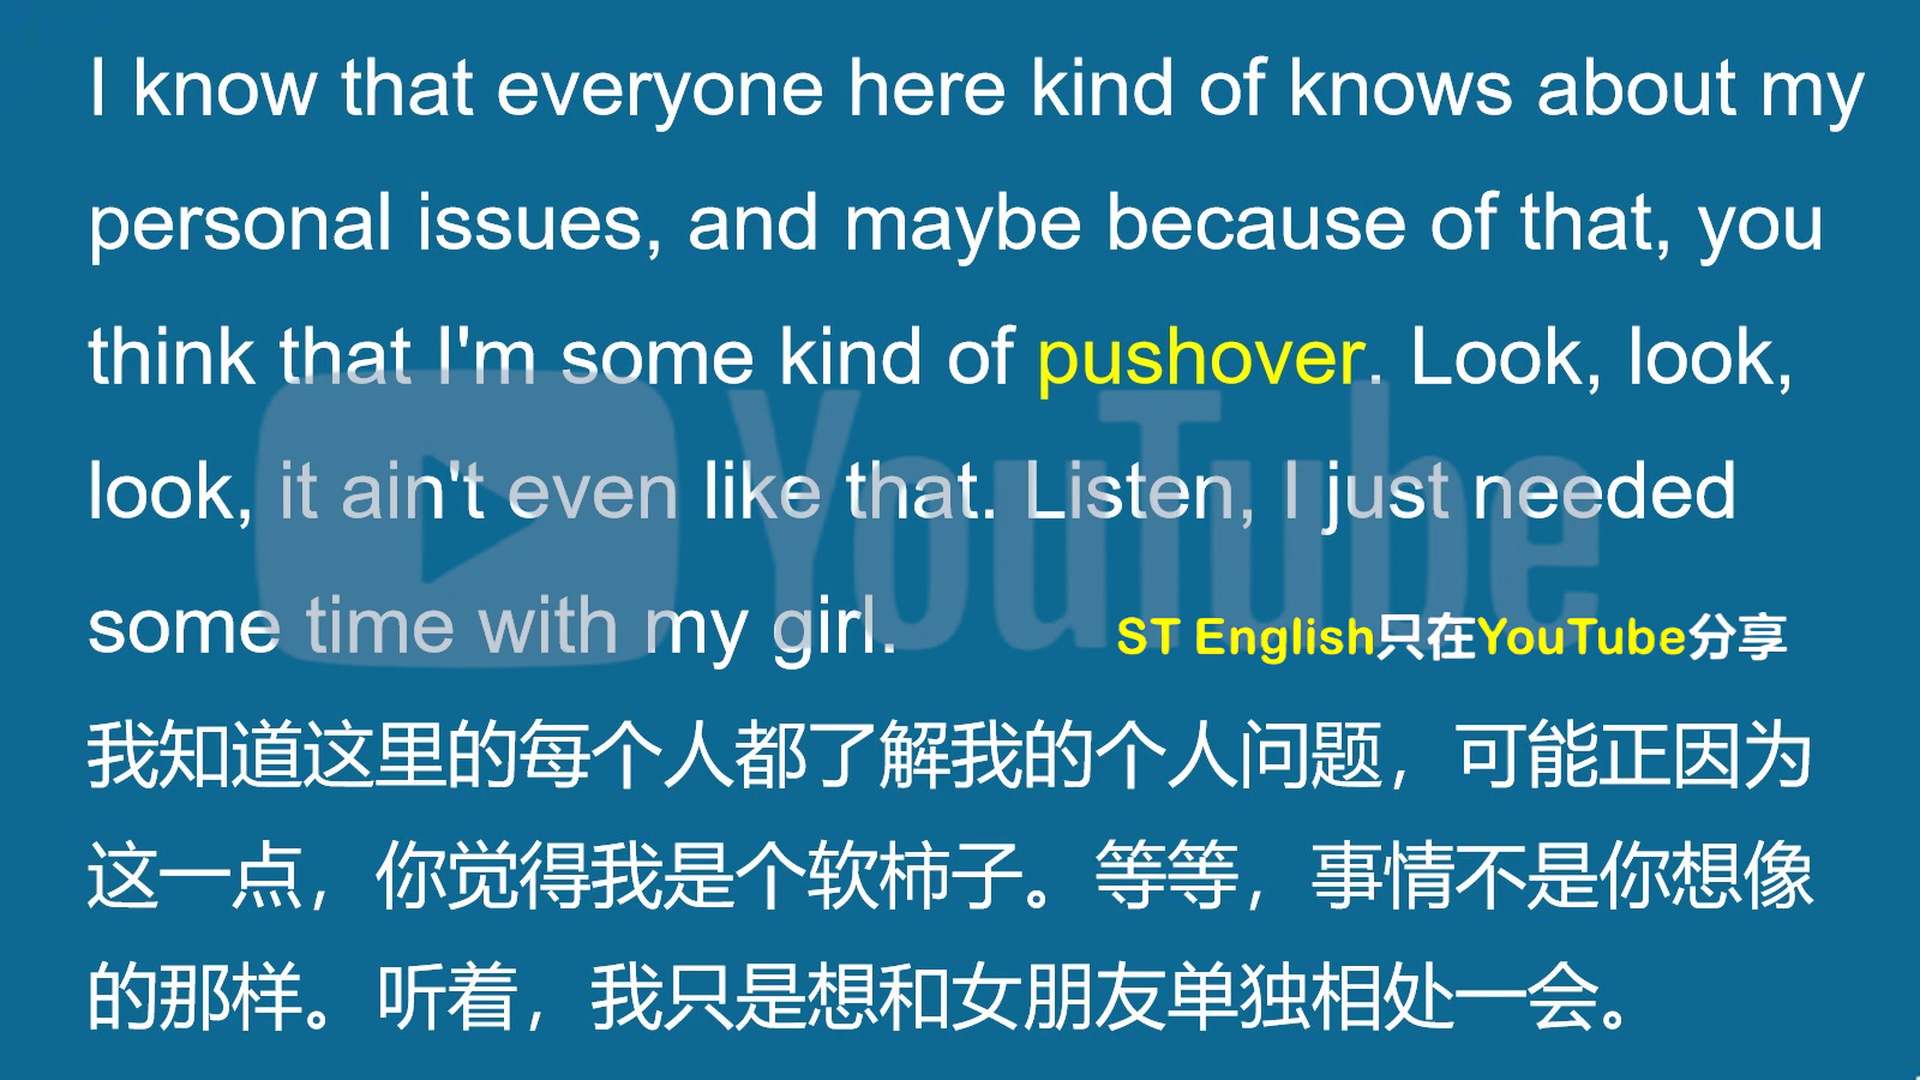 I know that everyone here kind of knows about my
personal issues, and maybe because of that, you
think that I'm some kind of pushover. Look, look,
look, it ain't even like that. Listen, I just needed
some time with my girl.
ST English只在YouTube分享
YouTube
我知道这里的每个人都了解我的个人问题，可能正因为
这一点，你觉得我是个软柿子。等等，事情不是你想像
的那样。听着，我只是想和女朋友单独相处一会。